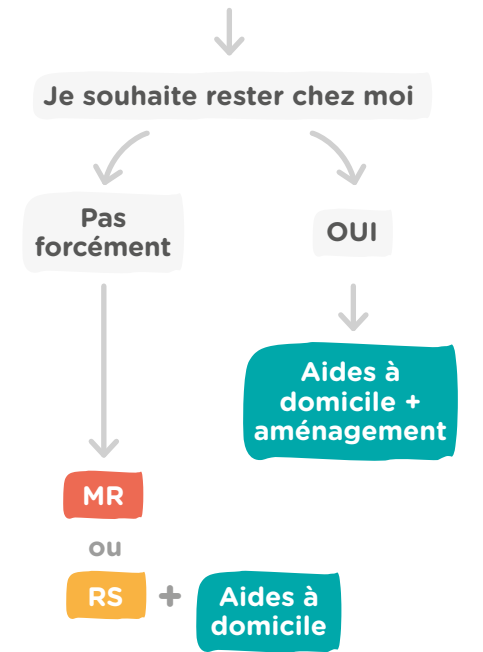 Je souhaite rester chez moi
Pas
forcément
OUI
Aides à
domicile +
aménagement
MR
ou
RS + Aides à
domicile